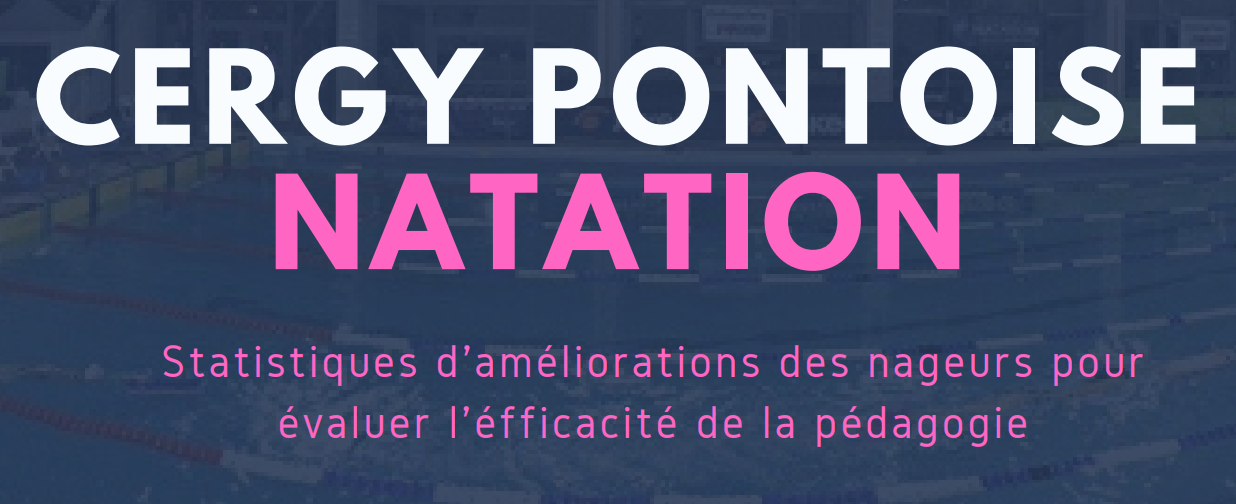 CERGY PONTOISE
NATATION
Statistiques d’améliorations des nageurs pour
évaluer l’éfficacité de la pédagogie